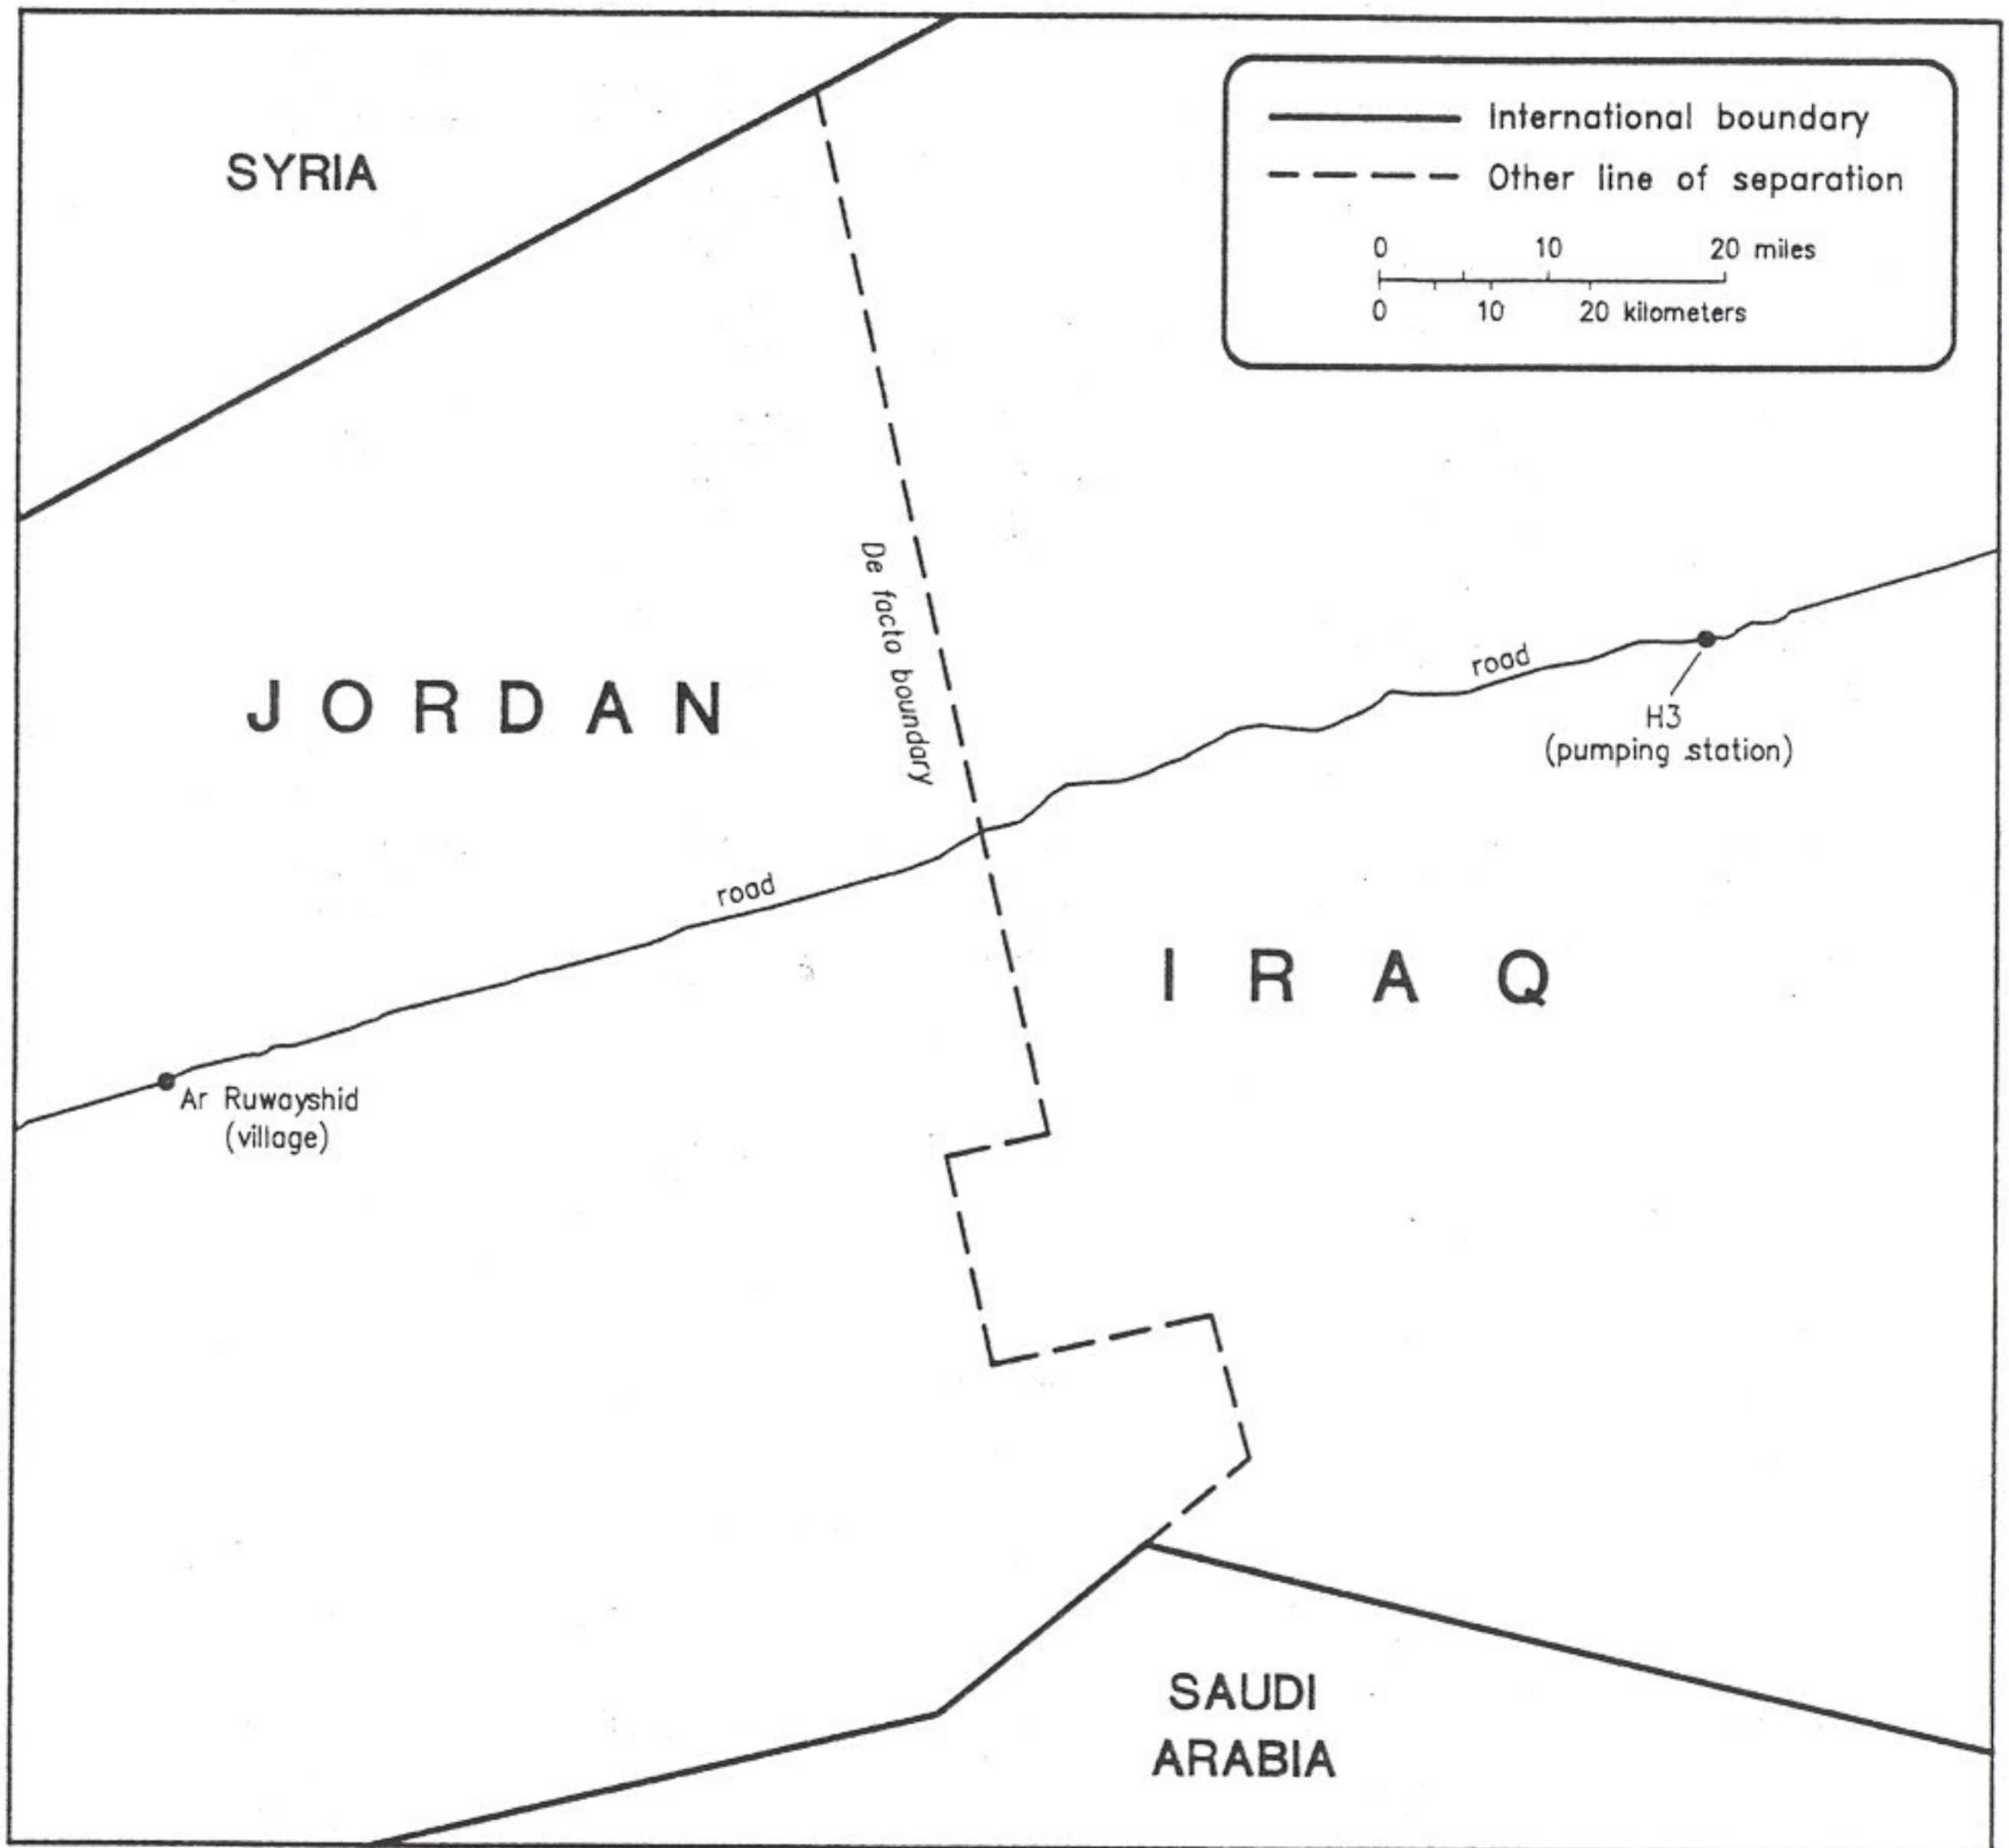 SYRIA
International boundary
Other line of separation
0 10 20 miles
0 10 20 kilometers
De facto boundary
JORDAN
road
H3
(pumping station)
road
IRAQ
Ar Ruwayshid
(village)
SAUDI
ARABIA